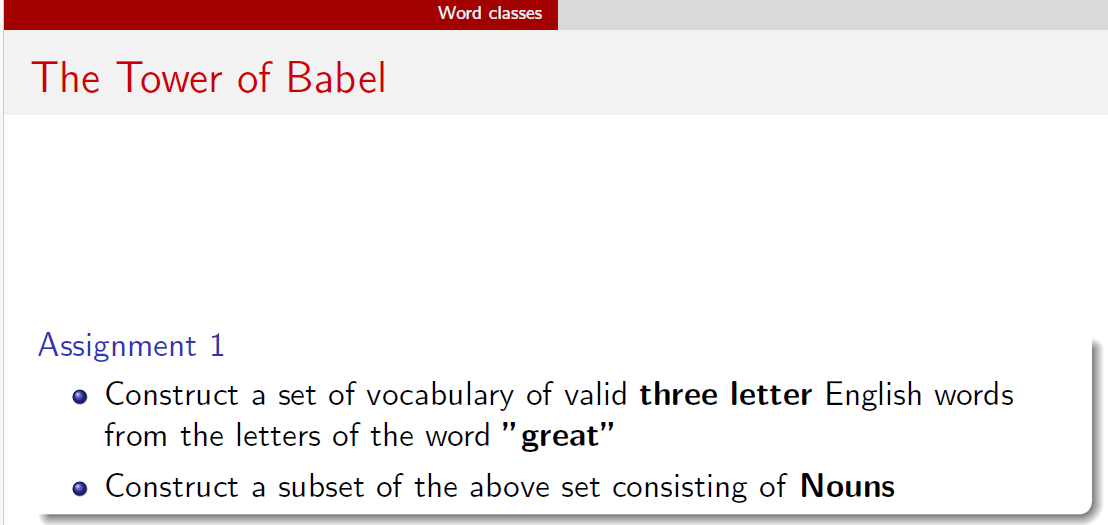 Word classes
The Tower of Babel
Assignment 1
Construct a set of vocabulary of valid three letter English words
from the letters of the word ”great”
Construct a subset of the above set consisting of Nouns